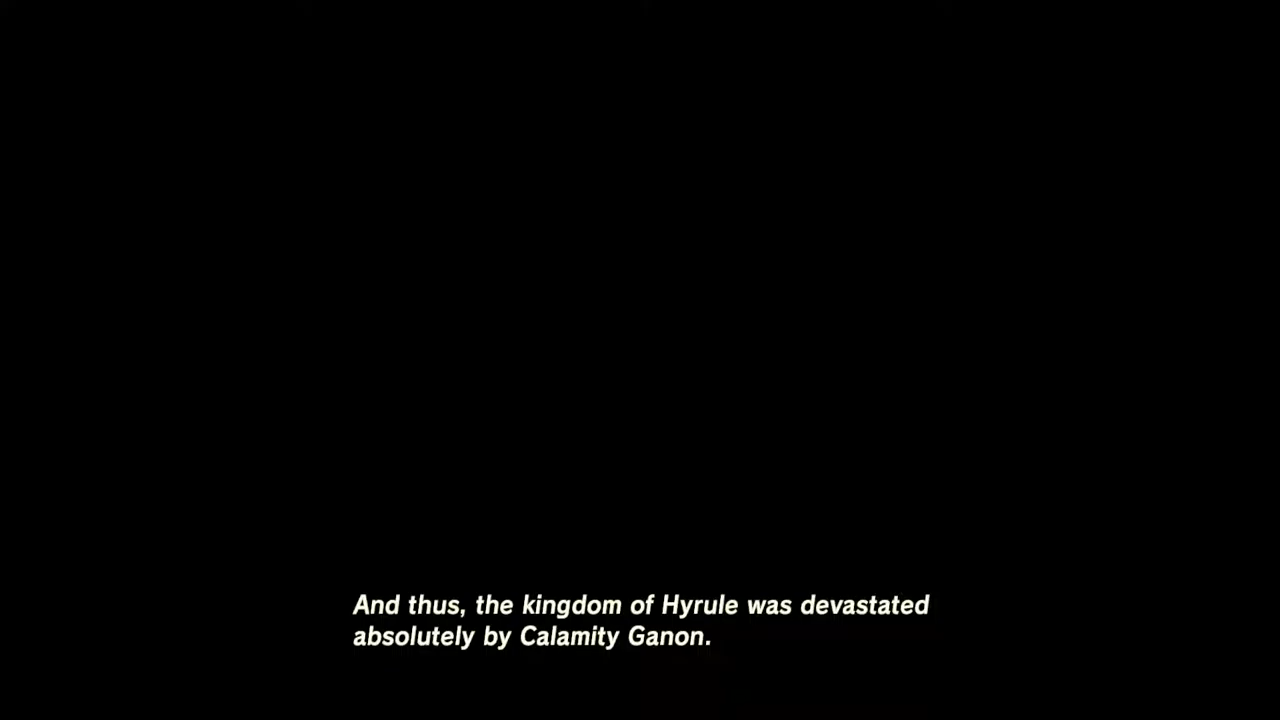 And thus, the kingdom of Hyrule was devastated
absolutely by Calamity Ganon.